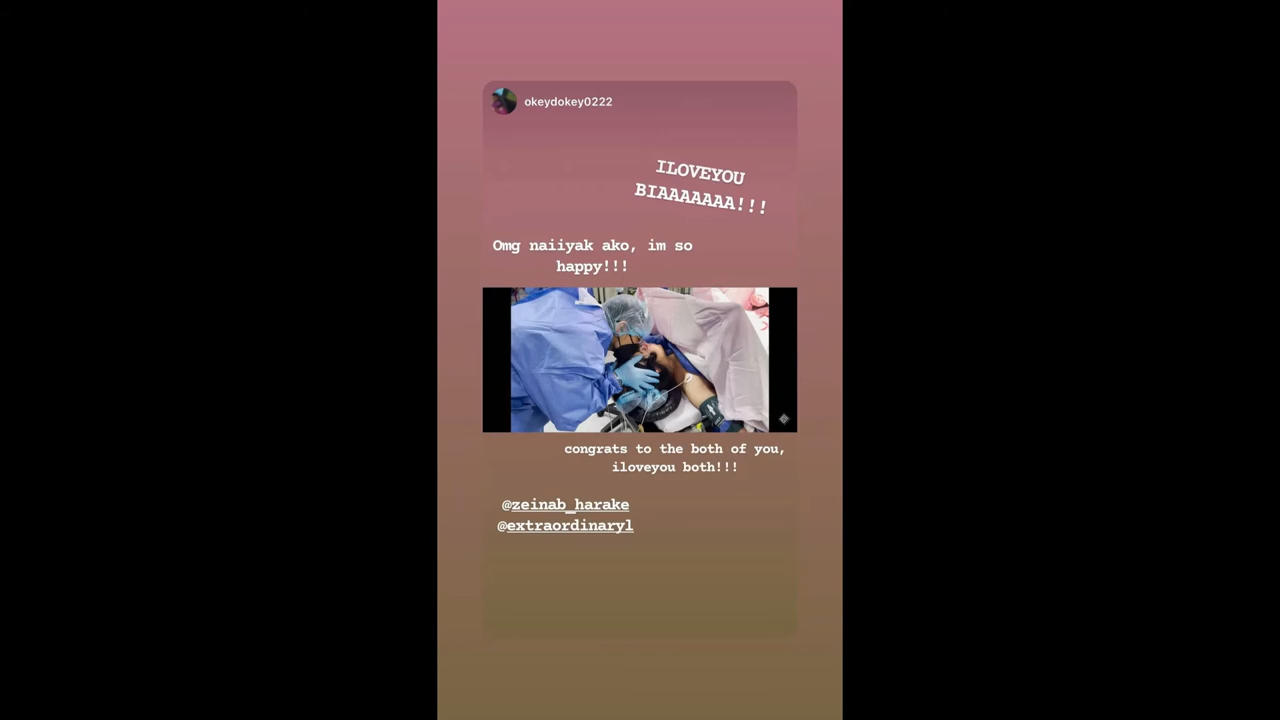 okeydokey0222
ILOVEYOU
BIAAAAAAA!!!
Omg naiiyak ako, im so
happy!!!
congrats to the both of you,
iloveyou both!!!
@zeinab_harake
@extraordinaryl